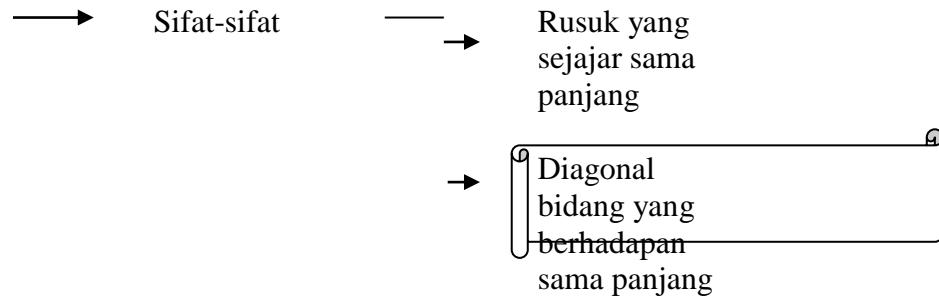 Sifat-sifat
Rusuk yang
sejajar sama
panjang
Diagonal
bidang yang
berhadapan
sama panjang